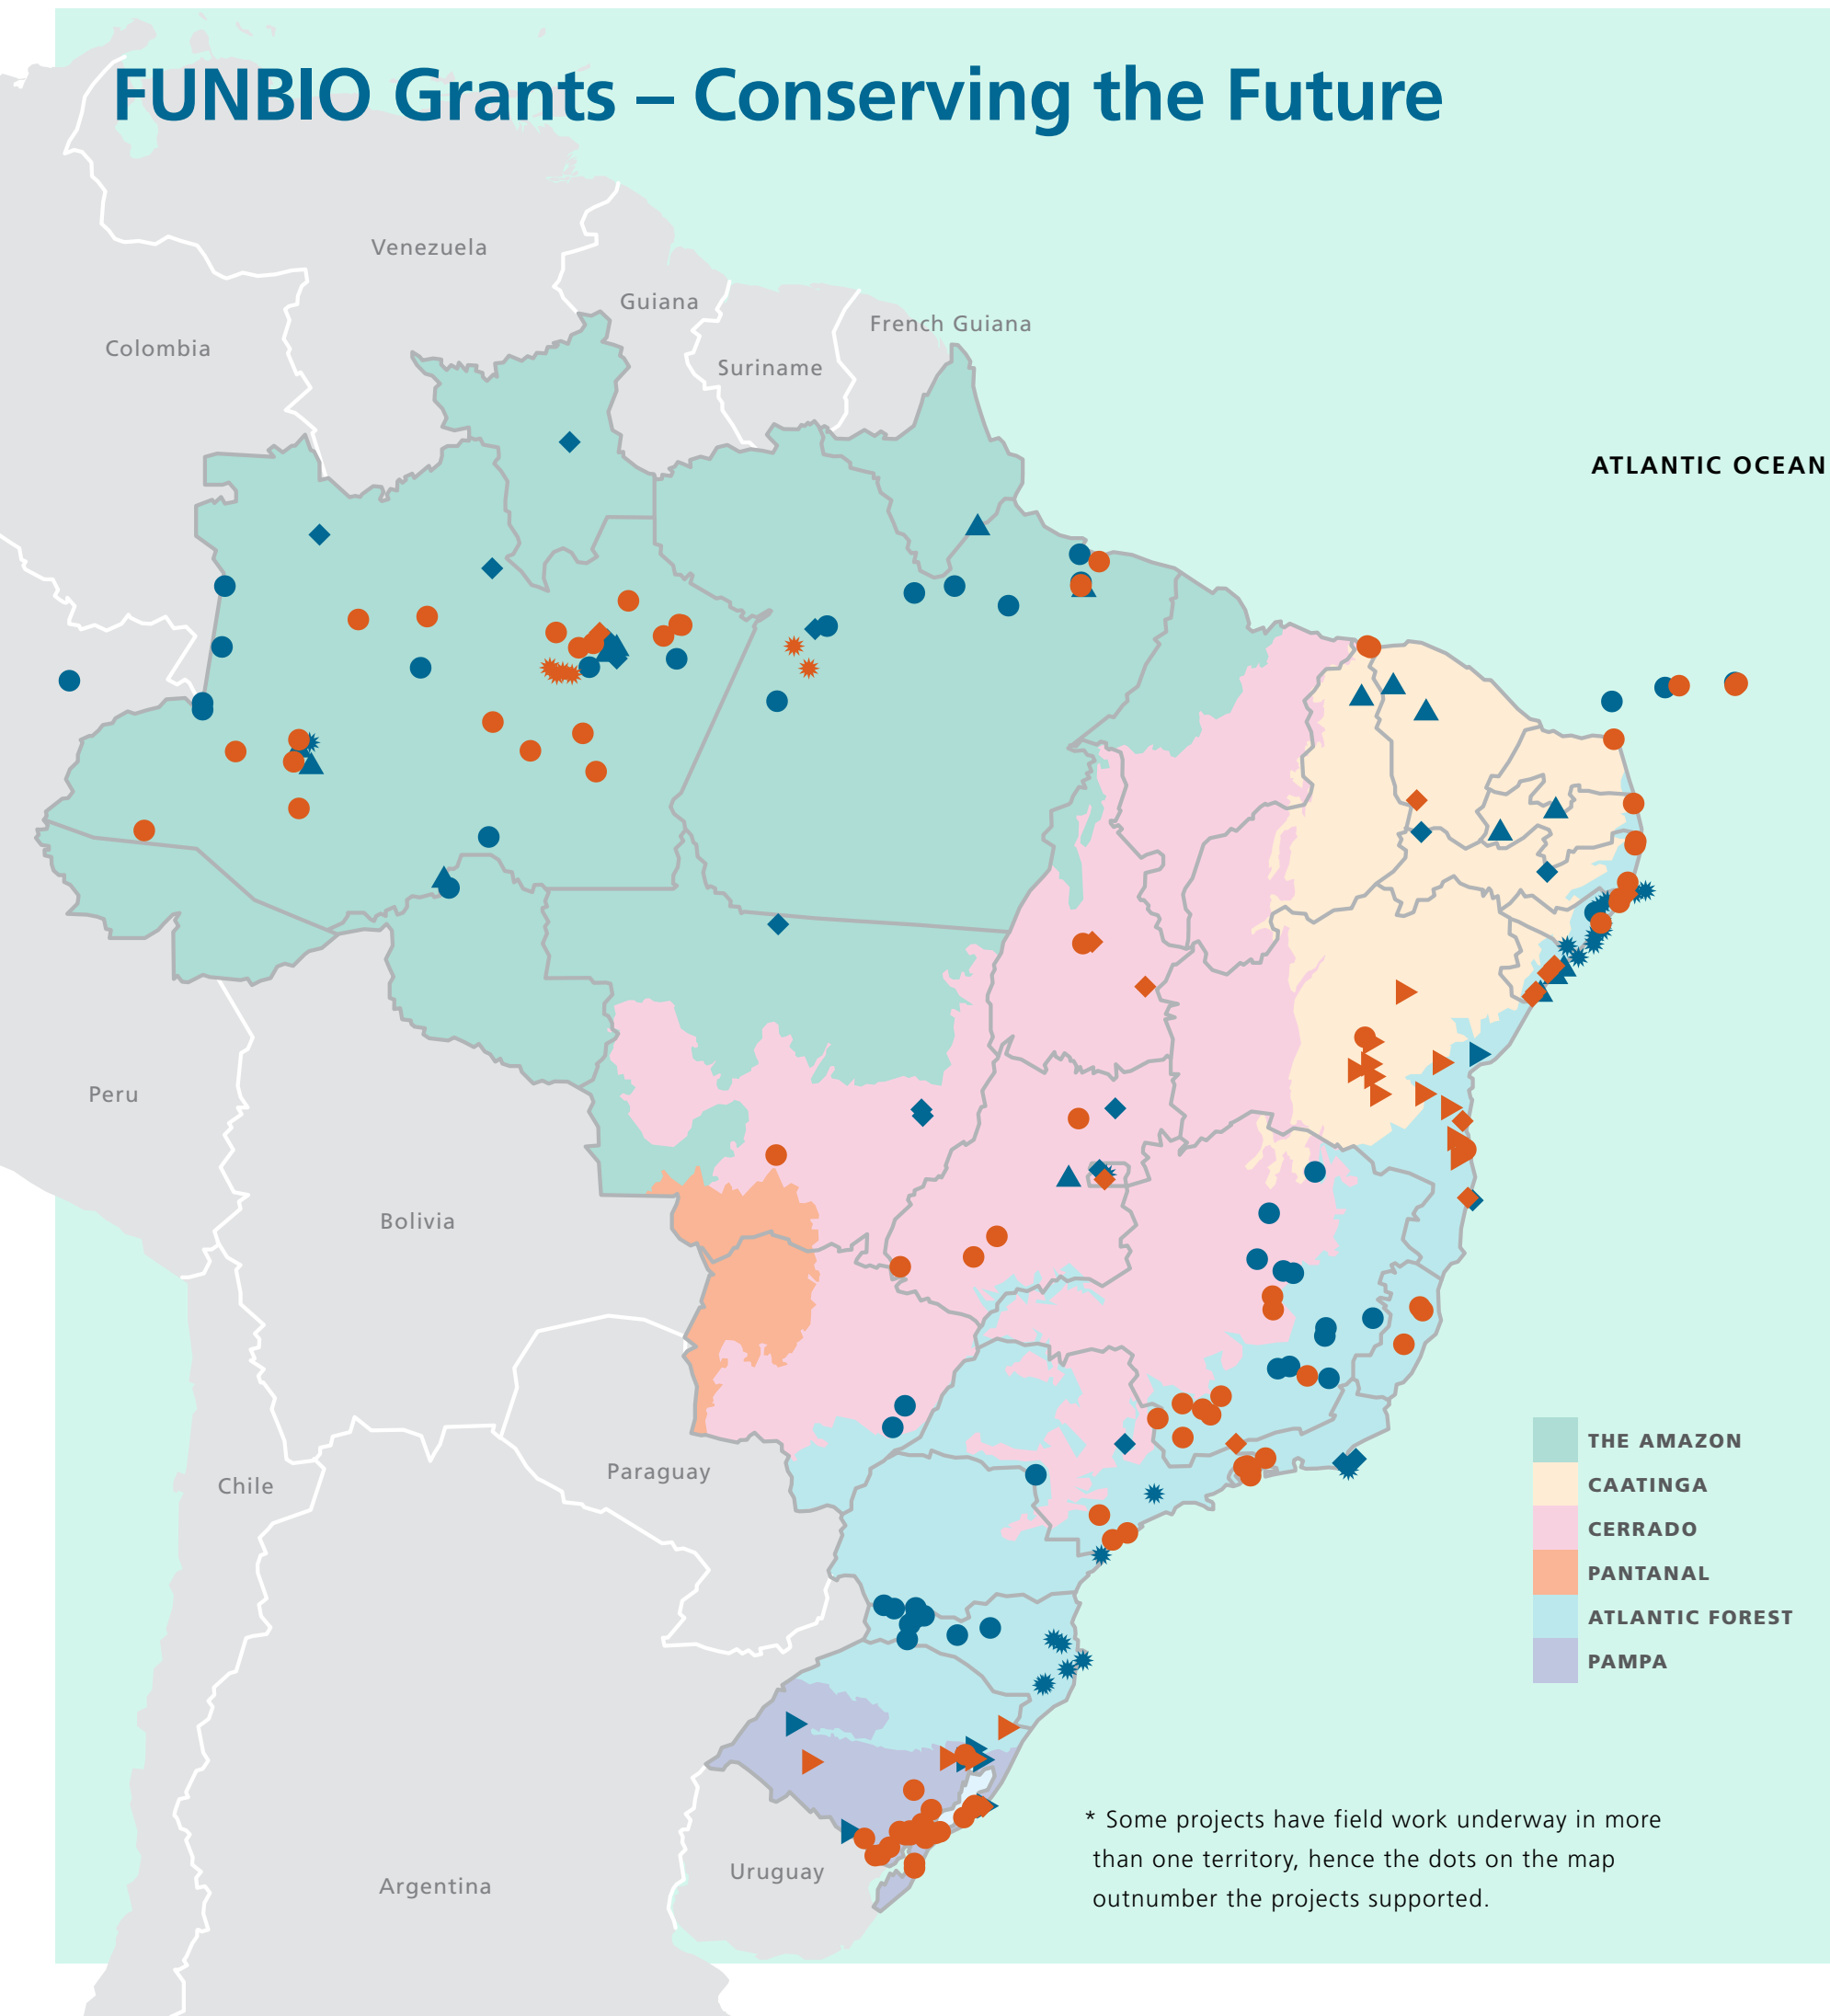 FUNBIO Grants – Conserving the Future
Venezuela
Guiana
French Guiana
Colombia
Suriname
ATLANTIC OCEAN
Peru
Bolivia
Chile
Paraguay
THE AMAZON
CAATINGA
CERRADO
PANTANAL
ATLANTIC FOREST
PAMPA
Uruguay
Argentina
* Some projects have field work underway in more
than one territory, hence the dots on the map
outnumber the projects supported.